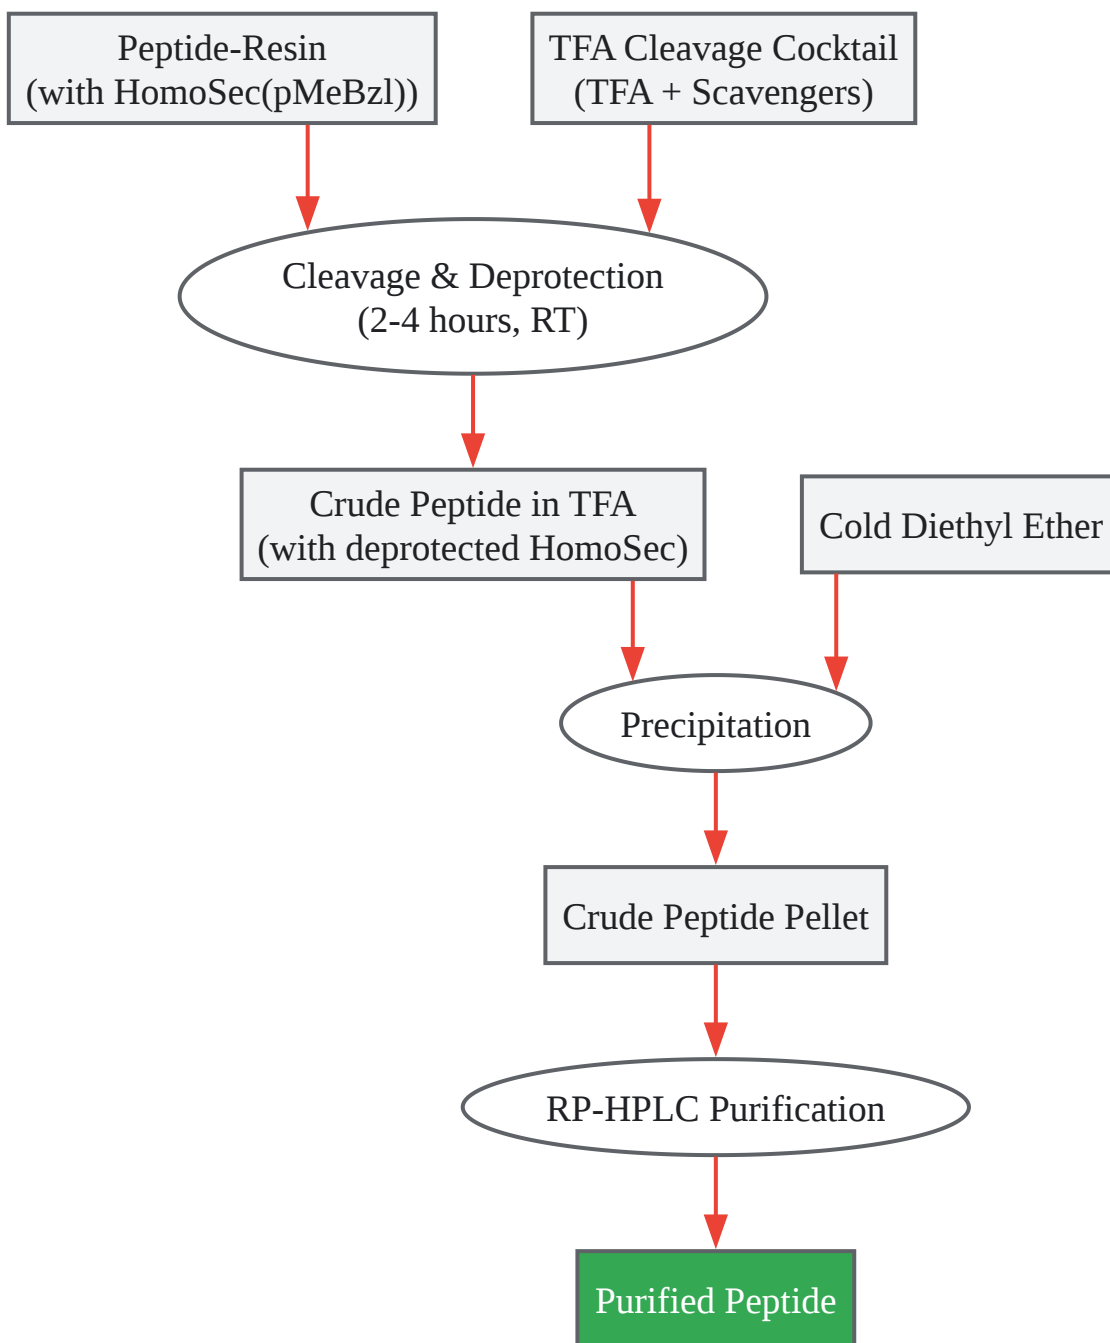 Peptide-Resin
(with HomoSec(pMeBzl))
TFA Cleavage Cocktail
(TFA + Scavengers)
Cleavage & Deprotection
(2-4 hours, RT)
Crude Peptide in TFA
(with deprotected HomoSec)
Cold Diethyl Ether
Precipitation
Crude Peptide Pellet
RP-HPLC Purification
Purified Peptide